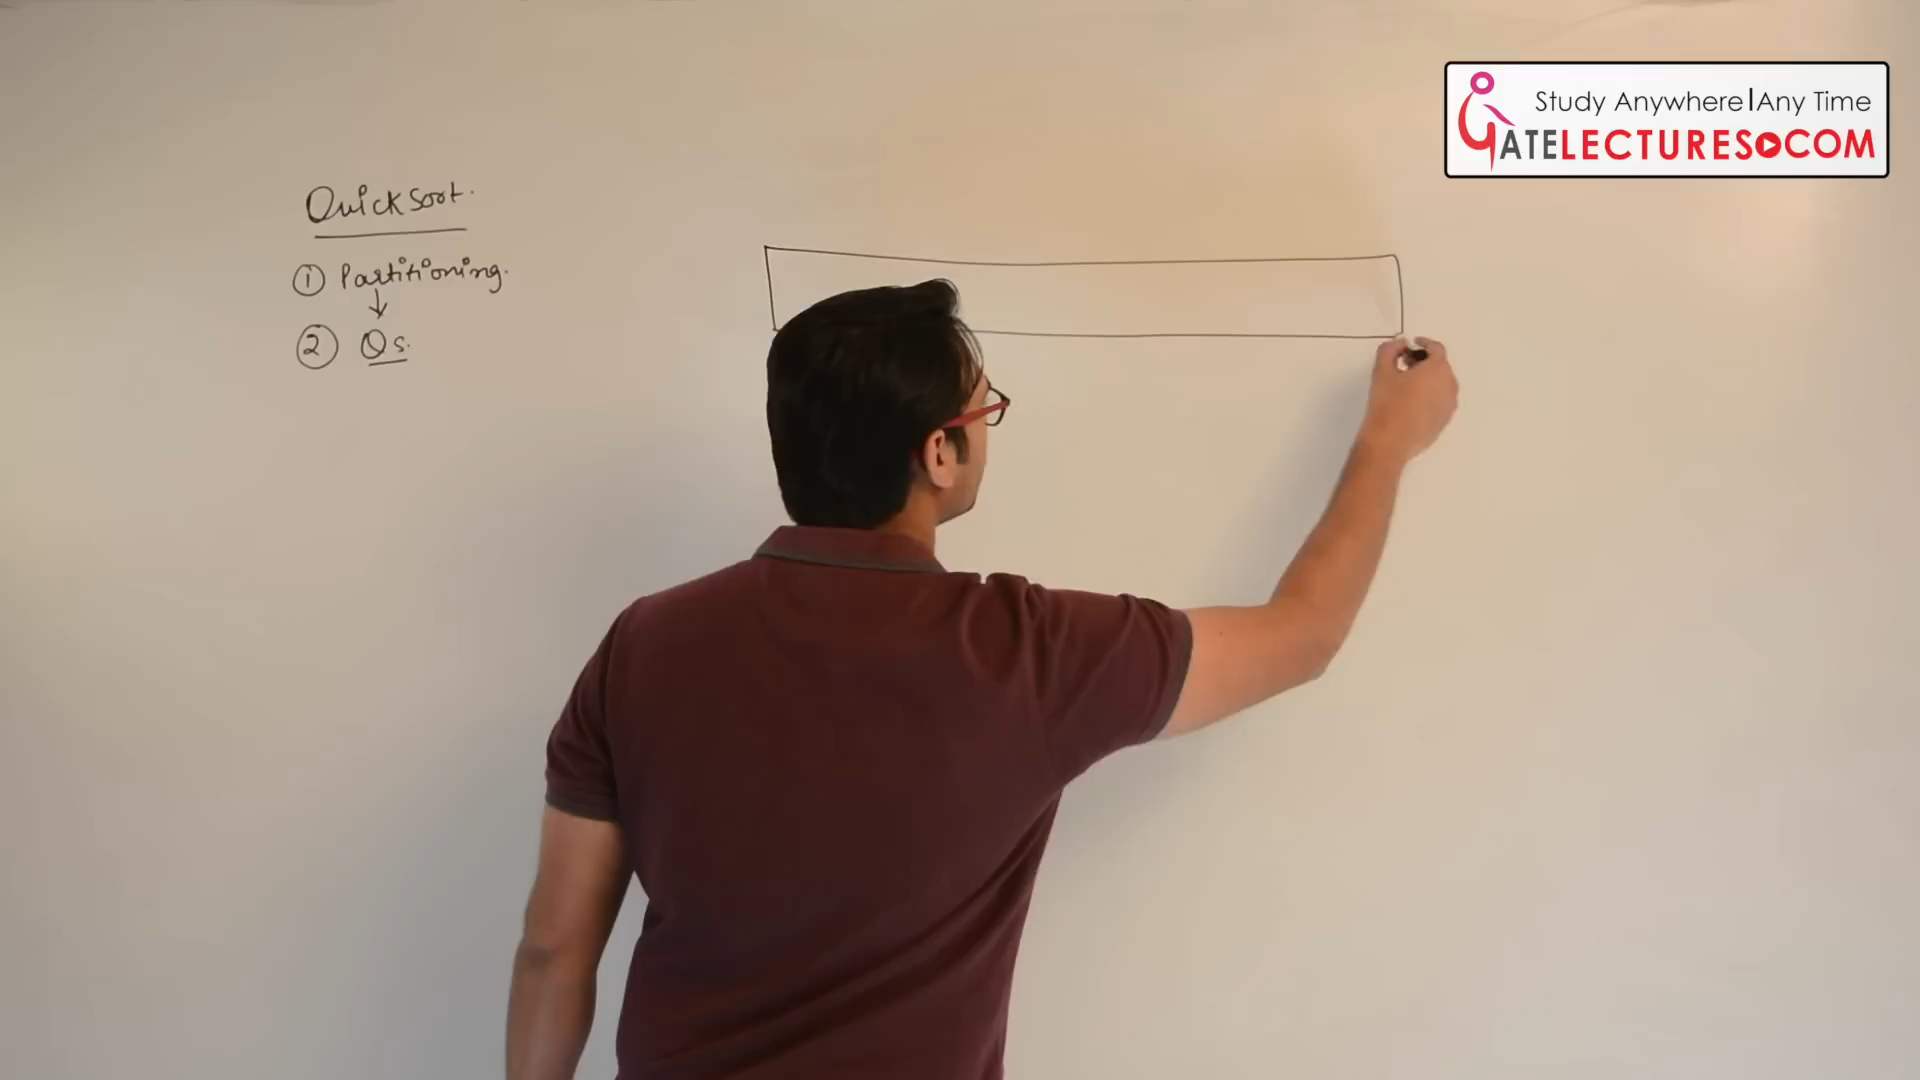 Study Anywhere|Any Time
GATELECTURES.COM
Quick Sort.
① Partitioning.
↓
② Qs.